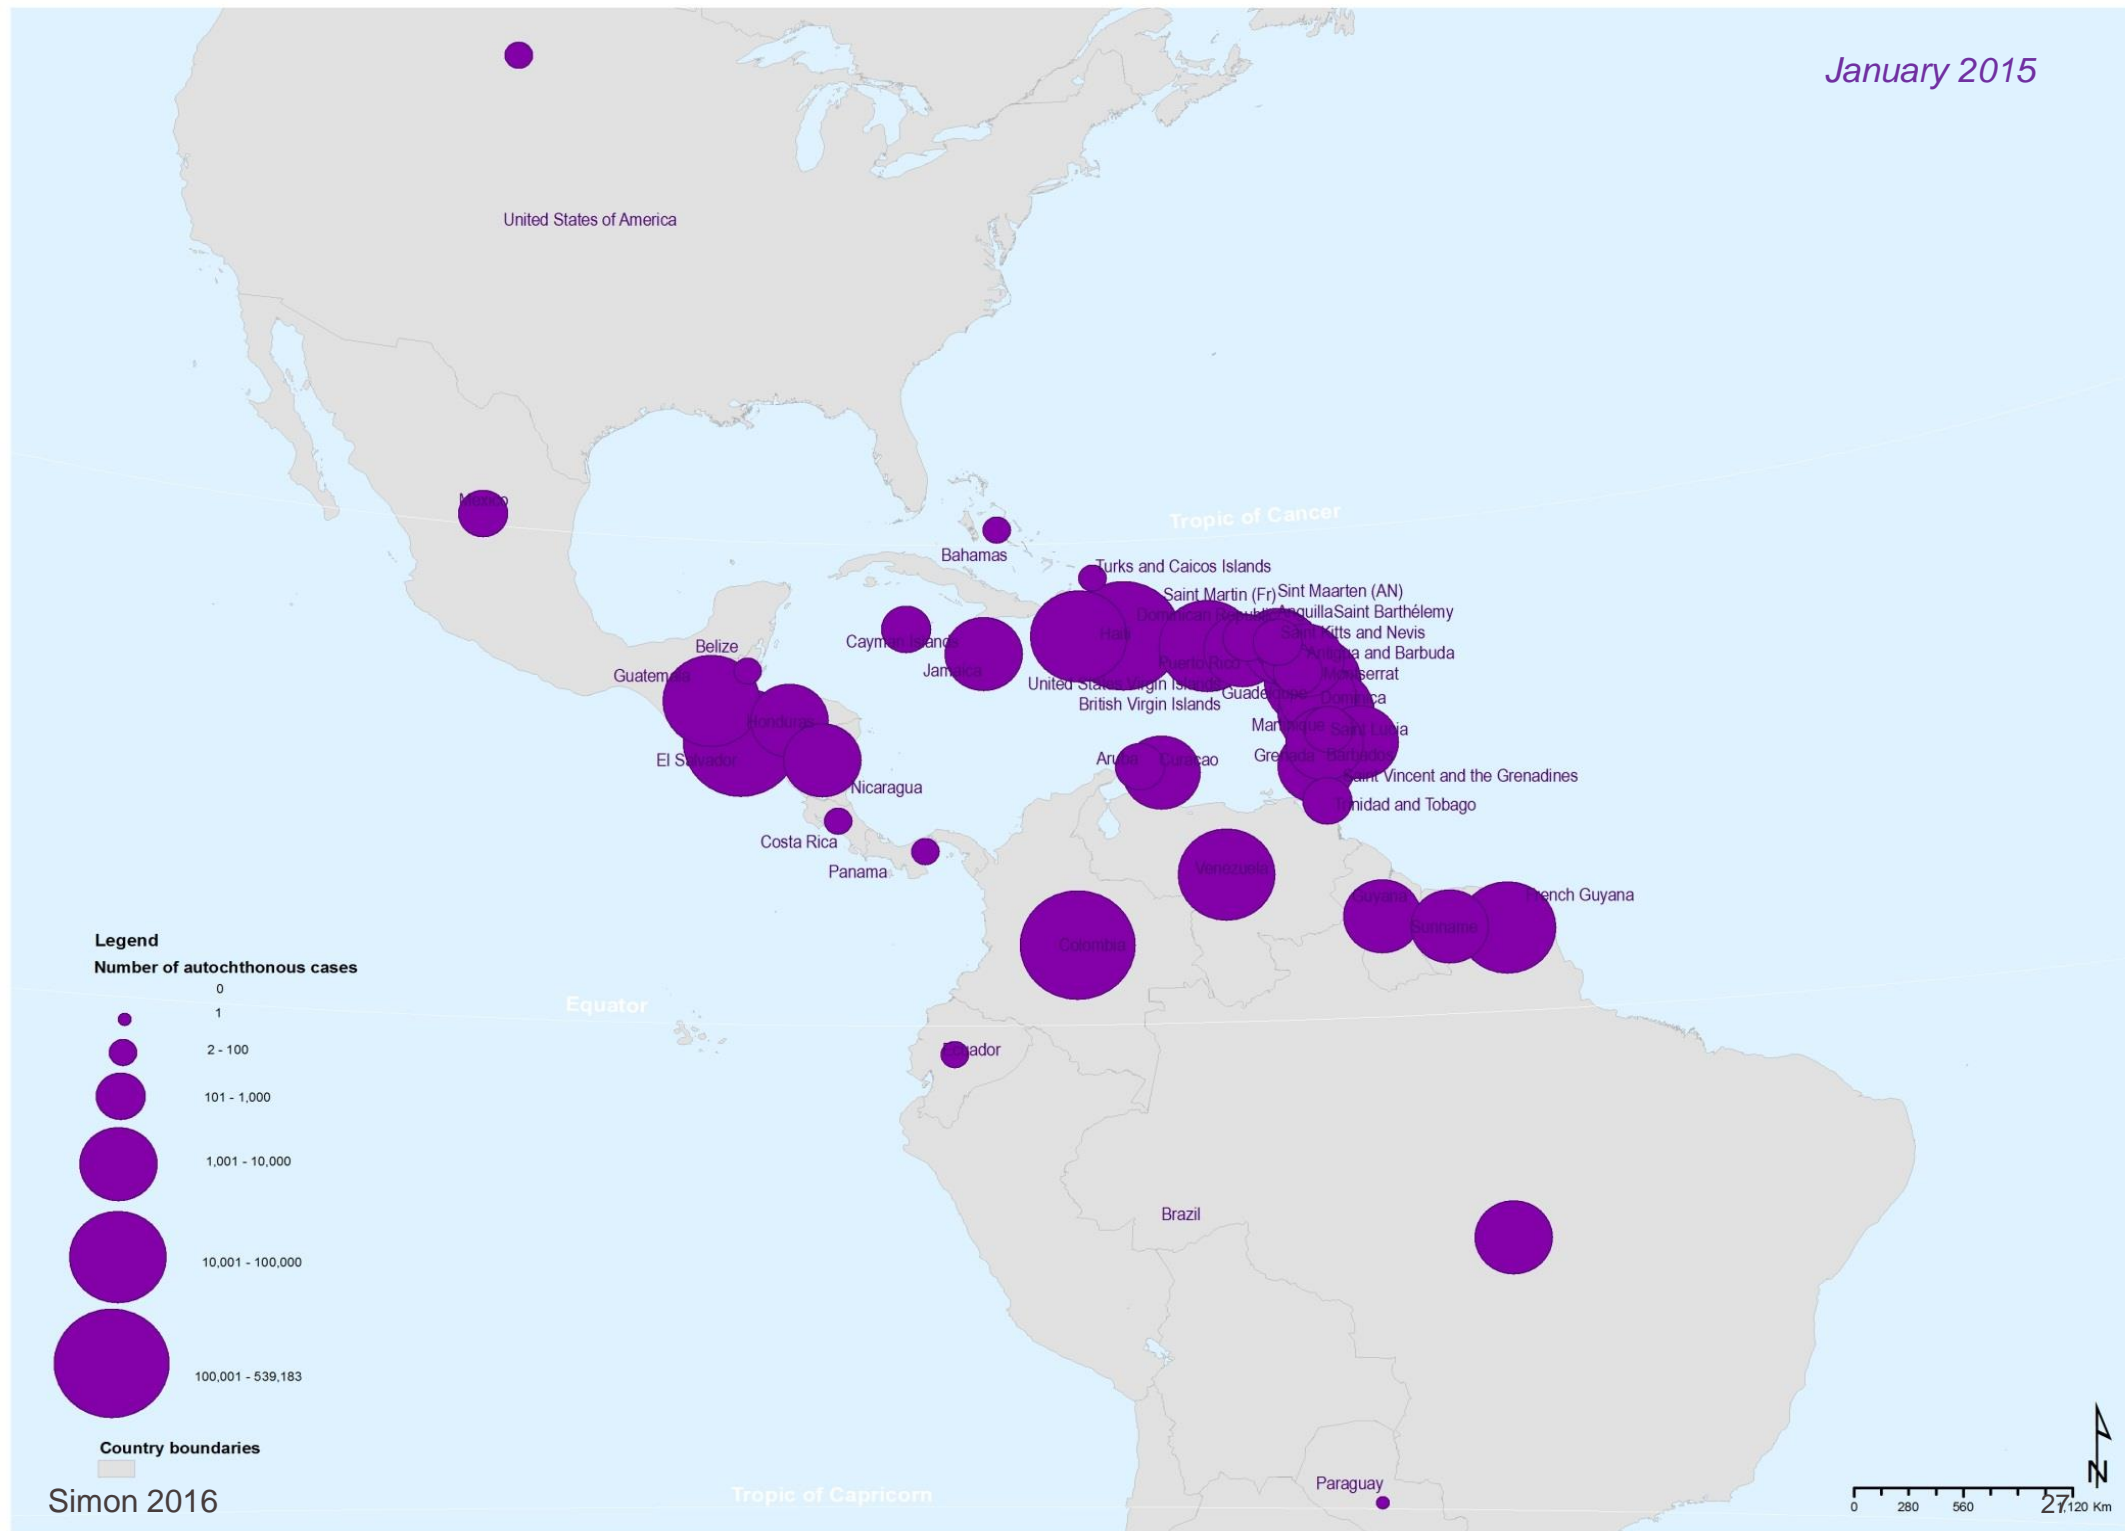 January 2015
United States of America
Mexico
Tropic of Cancer
Bahamas
Turks and Caicos Islands
Saint Martin (Fr)
Sint Maarten (AN)
Dominican Republic
Anguilla
Saint Barthélemy
Haiti
Saint Kitts and Nevis
Cayman Islands
Belize
Antigua and Barbuda
Puerto Rico
Jamaica
Guatemala
Montserrat
United States Virgin Islands
Guadeloupe
Dominica
British Virgin Islands
Honduras
Martinique
Saint Lucia
El Salvador
Aruba
Curacao
Grenada
Barbados
Saint Vincent and the Grenadines
Nicaragua
Trinidad and Tobago
Costa Rica
Panama
Venezuela
Guyana
French Guyana
Suriname
Colombia
Legend
Number of autochthonous cases
0
1
2 - 100
101 - 1,000
1,001 - 10,000
10,001 - 100,000
100,001 - 539,183
Equator
Ecuador
Brazil
Country boundaries
Paraguay
Tropic of Capricorn
Simon 2016
N
0 280 560 1,120 Km
27